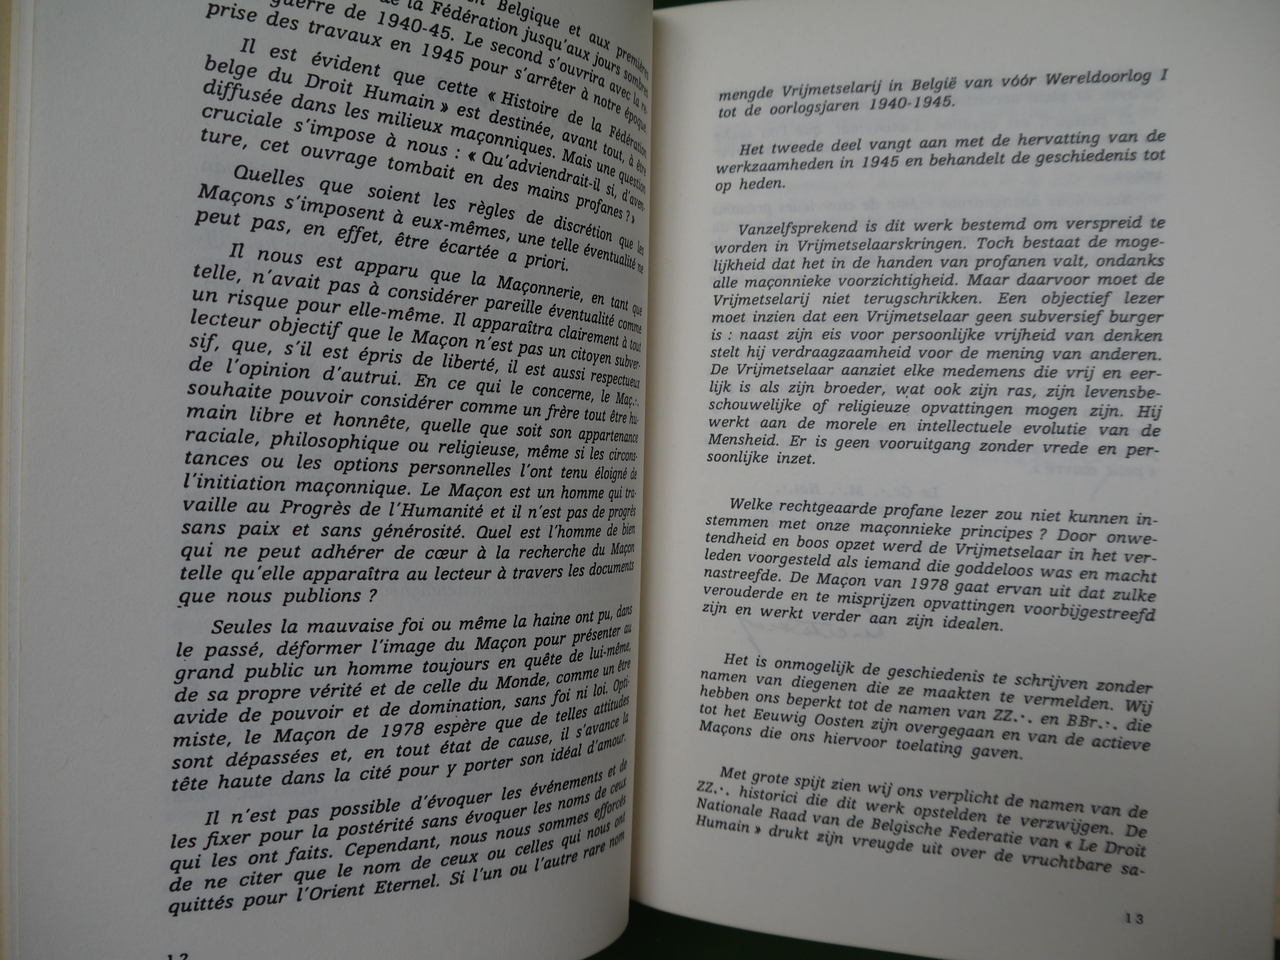 en Belgique et aux premières
de la Fédération jusqu'aux jours sombres
guerre de 1940-45. Le second s'ouvrira avec la re-
prise des travaux en 1945 pour s'arrêter à notre époque.
Il est évident que cette « Histoire de la Fédération
belge du Droit Humain » est destinée, avant tout, à être
diffusée dans les milieux maçonniques. Mais une question
cruciale s'impose à nous : « Qu'adviendrait-il si, d'aven-
ture, cet ouvrage tombait en des mains profanes ? »
Quelles que soient les règles de discrétion que les
Maçons s'imposent à eux-mêmes, une telle éventualité ne
peut pas, en effet, être écartée a priori.
Il nous est apparu que la Maçonnerie, en tant que
telle, n'avait pas à considérer pareille éventualité comme
un risque pour elle-même. Il apparaîtra clairement à tout
lecteur objectif que le Maçon n'est pas un citoyen subver-
sif, que, s'il est épris de liberté, il est aussi respectueux
de l'opinion d'autrui. En ce qui le concerne, le Maç.·.
souhaite pouvoir considérer comme un frère tout être hu-
main libre et honnête, quelle que soit son appartenance
raciale, philosophique ou religieuse, même si les circons-
tances ou les options personnelles l'ont tenu éloigné de
l'initiation maçonnique. Le Maçon est un homme qui tra-
vaille au Progrès de l'Humanité et il n'est pas de progrès
sans paix et sans générosité. Quel est l'homme de bien
qui ne peut adhérer de cœur à la recherche du Maçon
telle qu'elle apparaîtra au lecteur à travers les documents
que nous publions ?
Seules la mauvaise foi ou même la haine ont pu, dans
le passé, déformer l'image du Maçon pour présenter au
grand public un homme toujours en quête de lui-même,
de sa propre vérité et de celle du Monde, comme un être
avide de pouvoir et de domination, sans foi ni loi. Opti-
miste, le Maçon de 1978 espère que de telles attitudes
sont dépassées et, en tout état de cause, il s'avance la
tête haute dans la cité pour y porter son idéal d'amour.
Il n'est pas possible d'évoquer les événements et de
les fixer pour la postérité sans évoquer les noms de ceux
qui les ont faits. Cependant, nous nous sommes efforcés
de ne citer que le nom de ceux ou celles qui nous ont
quittés pour l'Orient Eternel. Si l'un ou l'autre rare nom
12
mengde Vrijmetselarij in België van vóór Wereldoorlog I
tot de oorlogsjaren 1940-1945.
Het tweede deel vangt aan met de hervatting van de
werkzaamheden in 1945 en behandelt de geschiedenis tot
op heden.
Vanzelfsprekend is dit werk bestemd om verspreid te
worden in Vrijmetselaarskringen. Toch bestaat de moge-
lijkheid dat het in de handen van profanen valt, ondanks
alle maçonnieke voorzichtigheid. Maar daarvoor moet de
Vrijmetselarij niet terugschrikken. Een objectief lezer
moet inzien dat een Vrijmetselaar geen subversief burger
is : naast zijn eis voor persoonlijke vrijheid van denken
stelt hij verdraagzaamheid voor de mening van anderen.
De Vrijmetselaar aanziet elke medemens die vrij en eer-
lijk is als zijn broeder, wat ook zijn ras, zijn levensbe-
schouwelijke of religieuze opvattingen mogen zijn. Hij
werkt aan de morele en intellectuele evolutie van de
Mensheid. Er is geen vooruitgang zonder vrede en per-
soonlijke inzet.
Welke rechtgeaarde profane lezer zou niet kunnen in-
stemmen met onze maçonnieke principes ? Door onwe-
tendheid en boos opzet werd de Vrijmetselaar in het ver-
leden voorgesteld als iemand die goddeloos was en macht
nastreefde. De Maçon van 1978 gaat ervan uit dat zulke
verouderde en te misprijzen opvattingen voorbijgestreefd
zijn en werkt verder aan zijn idealen.
Het is onmogelijk de geschiedenis te schrijven zonder
namen van diegenen die ze maakten te vermelden. Wij
hebben ons beperkt tot de namen van ZZ.·. en BBr.·. die
tot het Eeuwig Oosten zijn overgegaan en van de actieve
Maçons die ons hiervoor toelating gaven.
Met grote spijt zien wij ons verplicht de namen van de
ZZ.·. historici die dit werk opstelden te verzwijgen. De
Nationale Raad van de Belgische Federatie van « Le Droit
Humain » drukt zijn vreugde uit over de vruchtbare sa-
13